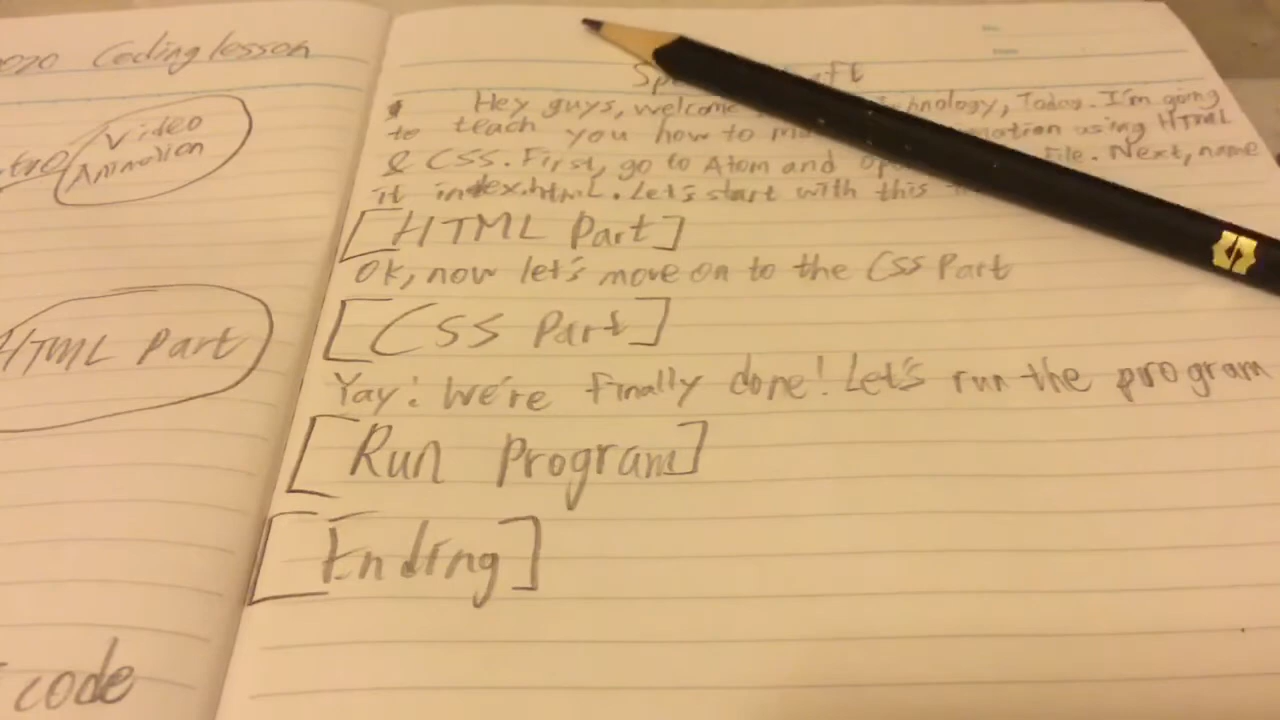 2020 Coding lesson
Video
Animation
HTML Part
code
Hey guys, welcome Today. I'm going
to teach you how to using HTML
& CSS. First, go to Atom and File. Next, name
it index.html. Let's start with this
[HTML Part]
Ok, now let's move on to the CSS Part
[CSS Part]
Yay! We're finally done! Let's run the program
[Run Program]
[Ending]